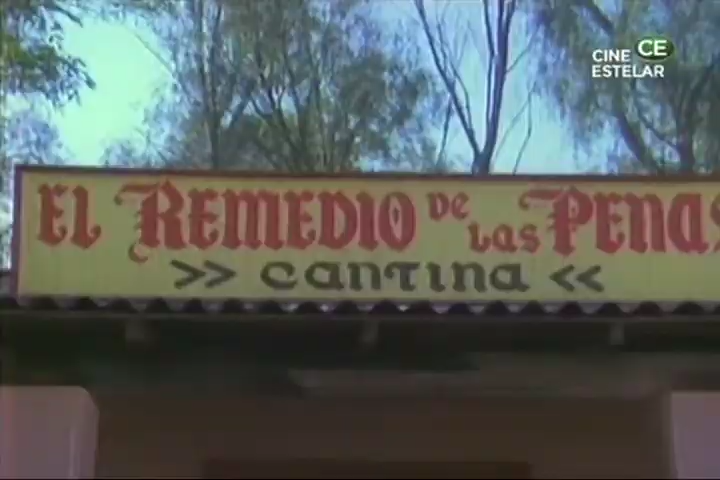 CINE CE
ESTELAR
EL REMEDIO DE LAS PENAS
>> CANTINA <<